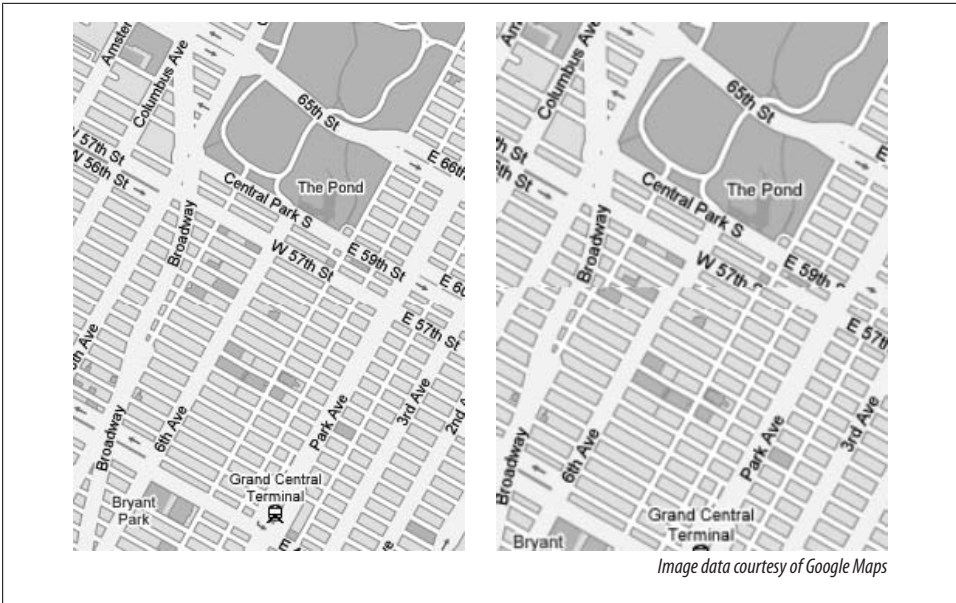 Columbus Ave
65th St
W 57th St
W 56th St
E 66th
Central Park S
The Pond
Broadway
W 57th St
E 59th St
E 57th St
Broadway
6th Ave
Park Ave
3rd Ave
2nd
Grand Central
Terminal
Bryant
Park
Columbus Ave
65th St
Central Park S
The Pond
Broadway
W 57th
E 59th
E 57th
Broadway
6th Ave
Park Ave
3rd Ave
Grand Central
Terminal
Bryant
Image data courtesy of Google Maps